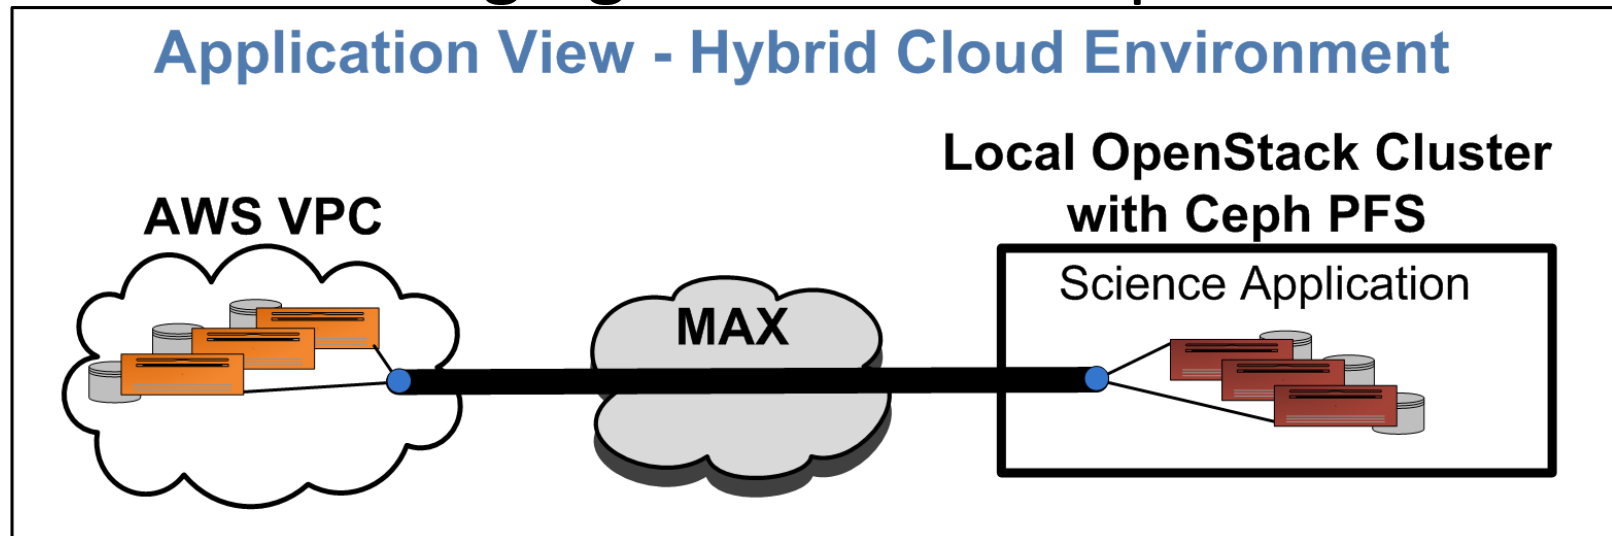 Application View - Hybrid Cloud Environment
Local OpenStack Cluster
with Ceph PFS
AWS VPC
Science Application
MAX